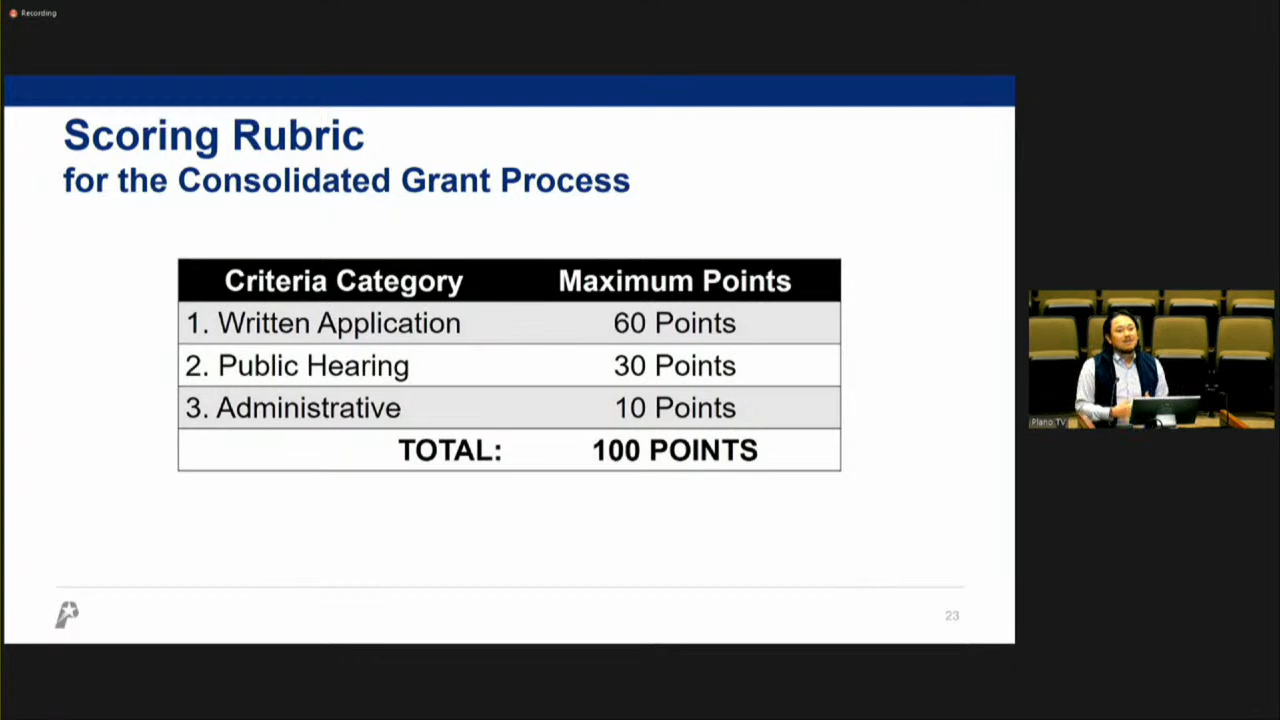 Recording
Scoring Rubric
for the Consolidated Grant Process
Criteria Category Maximum Points
1. Written Application 60 Points
2. Public Hearing 30 Points
3. Administrative 10 Points
TOTAL: 100 POINTS
Plano TV
23